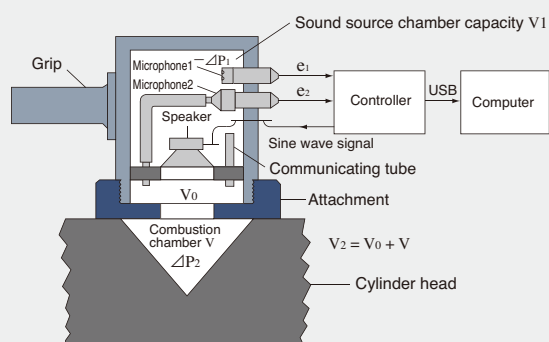 Sound source chamber capacity V1
−⊿P1
Grip
Microphone1
e1
Microphone2
e2
Speaker
Controller
USB
Computer
Sine wave signal
Communicating tube
V0
Attachment
Combustion
chamber V
⊿P2
V2 = V0 + V
Cylinder head